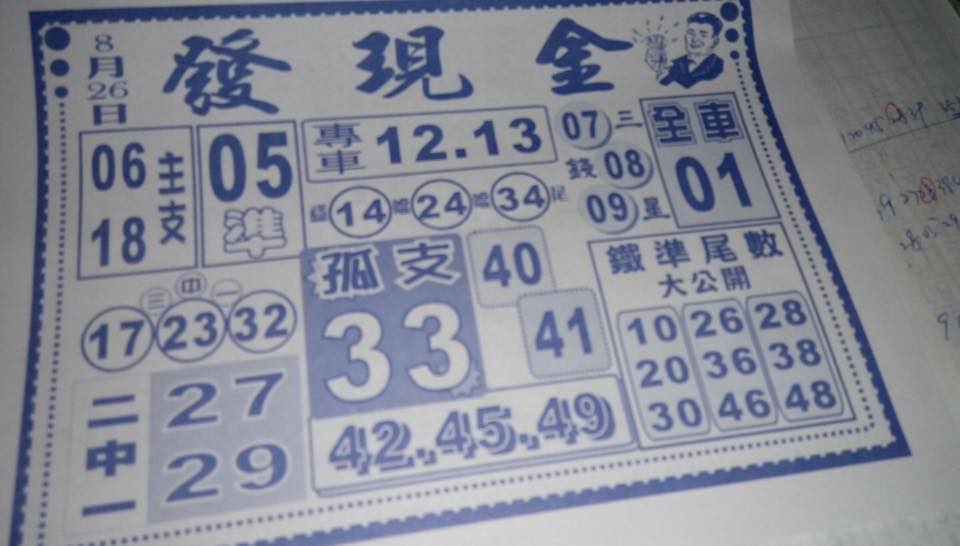 8月26日
發現金
06 18
主支
05
準
專車 12.13
14 24 34 尾
07 08 09
三錢星
全車
01
三中一
17 23 32
孤支
33
40
41
鐵準尾數
大公開
10 26 28
20 36 38
30 46 48
二中一
27
29
42.45.49